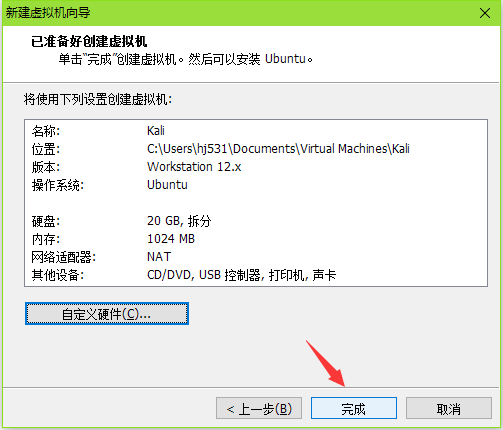 新建虚拟机向导
已准备好创建虚拟机
单击“完成”创建虚拟机。然后可以安装 Ubuntu。
将使用下列设置创建虚拟机:
名称: Kali
位置: C:\Users\hj531\Documents\Virtual Machines\Kali
版本: Workstation 12.x
操作系统: Ubuntu
硬盘: 20 GB, 拆分
内存: 1024 MB
网络适配器: NAT
其他设备: CD/DVD, USB 控制器, 打印机, 声卡
自定义硬件(C)...
< 上一步(B) 完成 取消